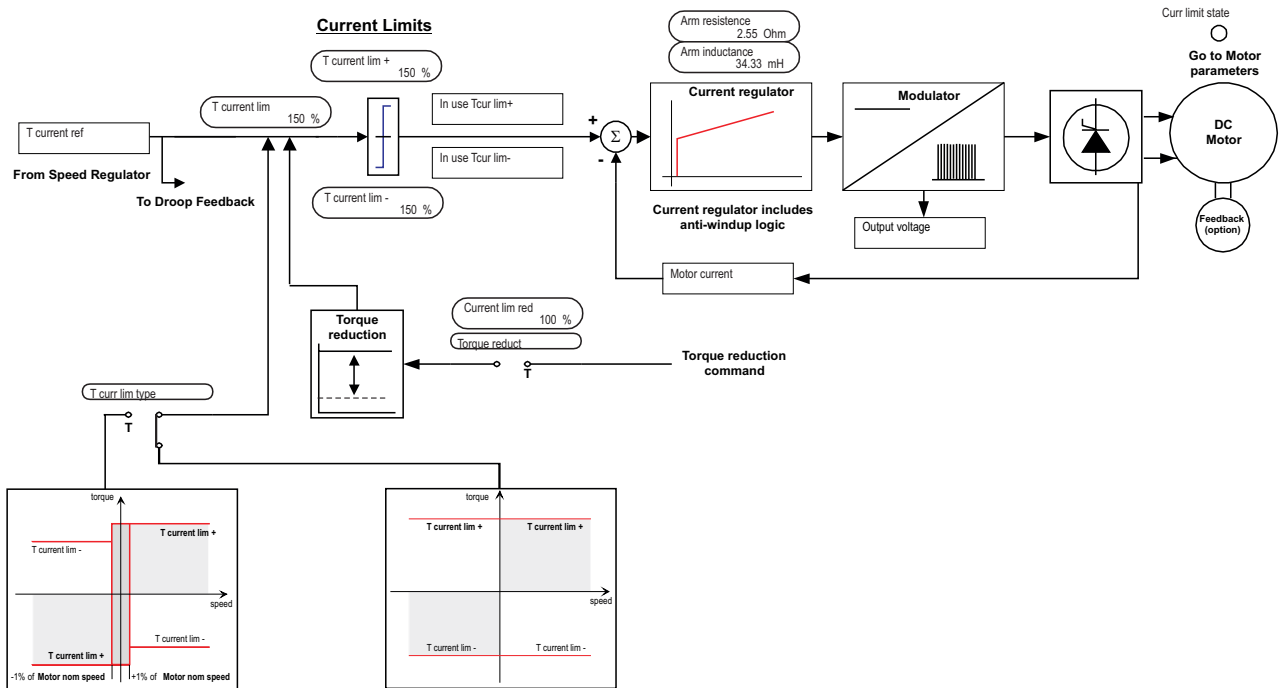 Current Limits
Arm resistence
2.55 Ohm
Arm inductance
34.33 mH
Curr limit state
Go to Motor
parameters
T current lim +
150 %
T current lim
150 %
In use Tcur lim+
Current regulator
Modulator
T current ref
+
Σ
-
DC
Motor
In use Tcur lim-
From Speed Regulator
To Droop Feedback
T current lim -
150 %
Current regulator includes
anti-windup logic
Output voltage
Feedback
(option)
Motor current
Current lim red
100 %
Torque
reduction
Torque reduct
T
Torque reduction
command
T curr lim type
T
torque
T current lim +
T current lim -
speed
T current lim -
T current lim +
-1% of Motor nom speed
+1% of Motor nom speed
torque
T current lim +
T current lim +
speed
T current lim -
T current lim -